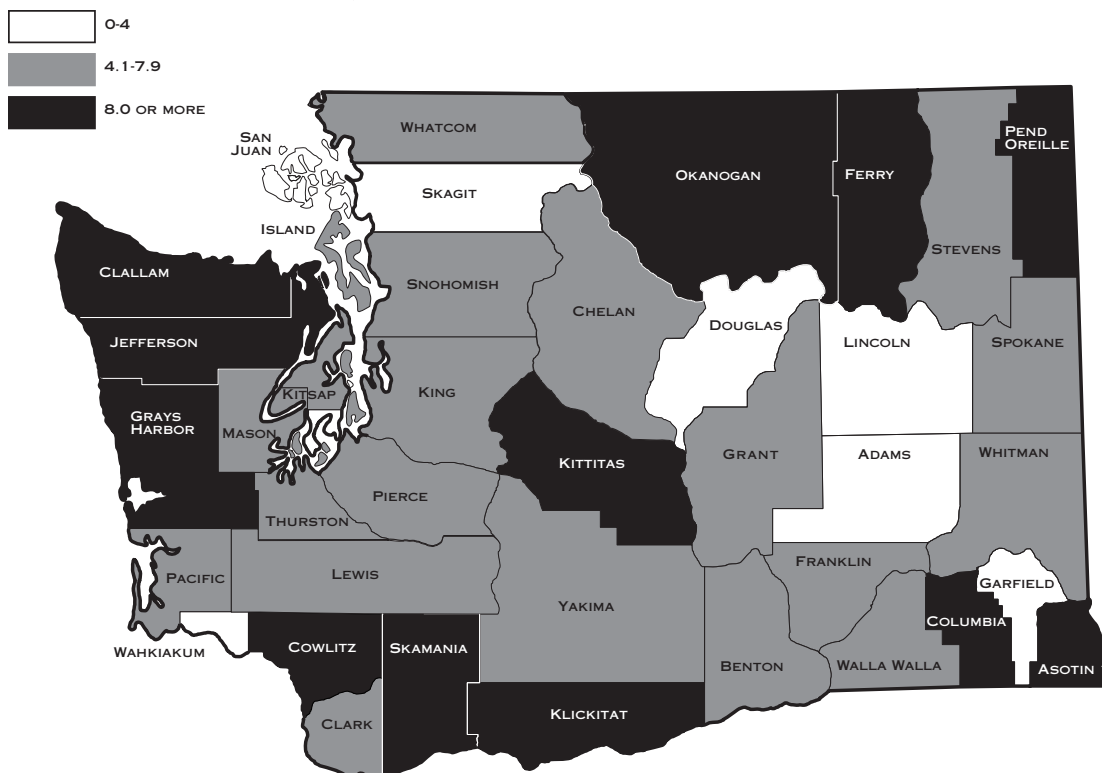 0-4
4.1-7.9
8.0 OR MORE
WHATCOM
SAN
JUAN
SKAGIT
OKANOGAN
FERRY
PEND
OREILLE
ISLAND
STEVENS
CLALLAM
SNOHOMISH
CHELAN
DOUGLAS
LINCOLN
SPOKANE
JEFFERSON
KITSAP
KING
GRAYS
HARBOR
MASON
GRANT
ADAMS
WHITMAN
KITTITAS
PIERCE
THURSTON
PACIFIC
LEWIS
YAKIMA
FRANKLIN
GARFIELD
COLUMBIA
WAHKIAKUM
COWLITZ
SKAMANIA
BENTON
WALLA WALLA
ASOTIN
CLARK
KLICKITAT